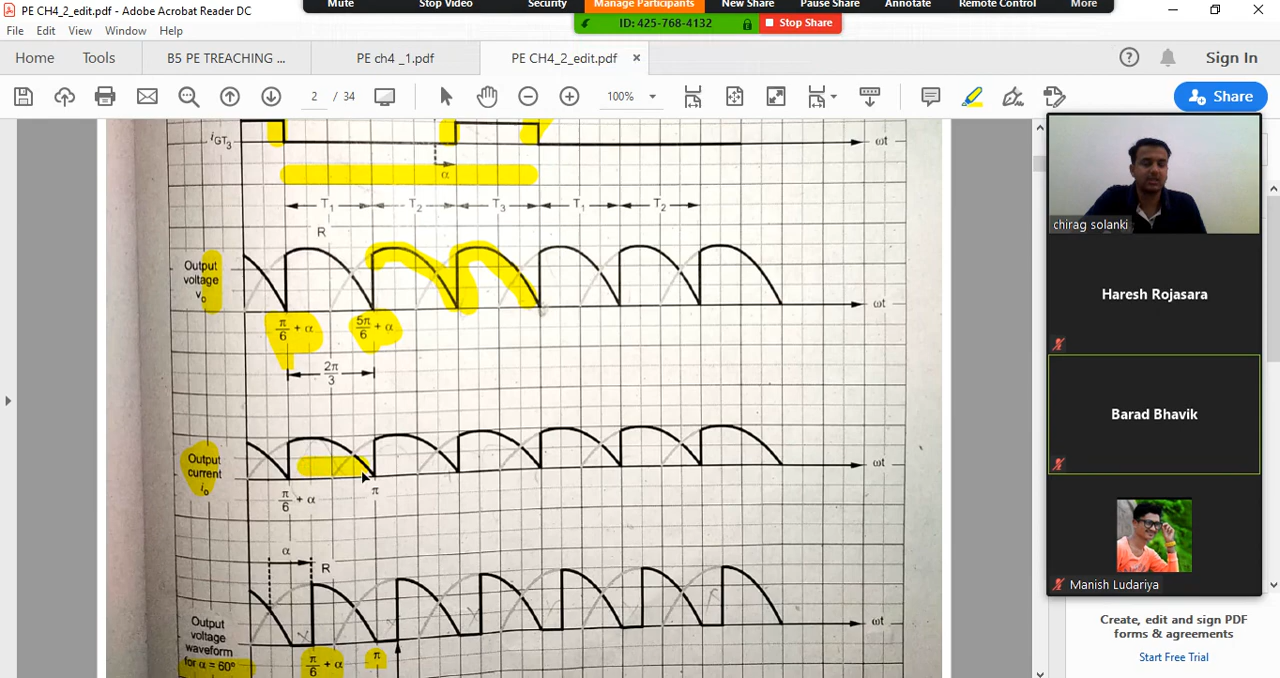 PE CH4_2_edit.pdf - Adobe Acrobat Reader DC
Mute Stop Video Security Manage Participants New Share Pause Share Annotate Remote Control More
ID: 425-768-4132 Stop Share
File Edit View Window Help
Home Tools B5 PE TREACHING ... PE ch4 _1.pdf PE CH4_2_edit.pdf × Sign In
2 / 34 100% Share
iGT3 ωt
α
T1 T2 T3 T1 T2
R
Output
voltage
vo
ωt
π/6 + α 5π/6 + α
2π/3
Output
current
io
ωt
π/6 + α π
α R
Output
voltage
waveform
for α = 60°
ωt
π/6 + α π
chirag solanki
Haresh Rojasara
Barad Bhavik
Manish Ludariya
Create, edit and sign PDF
forms & agreements
Start Free Trial